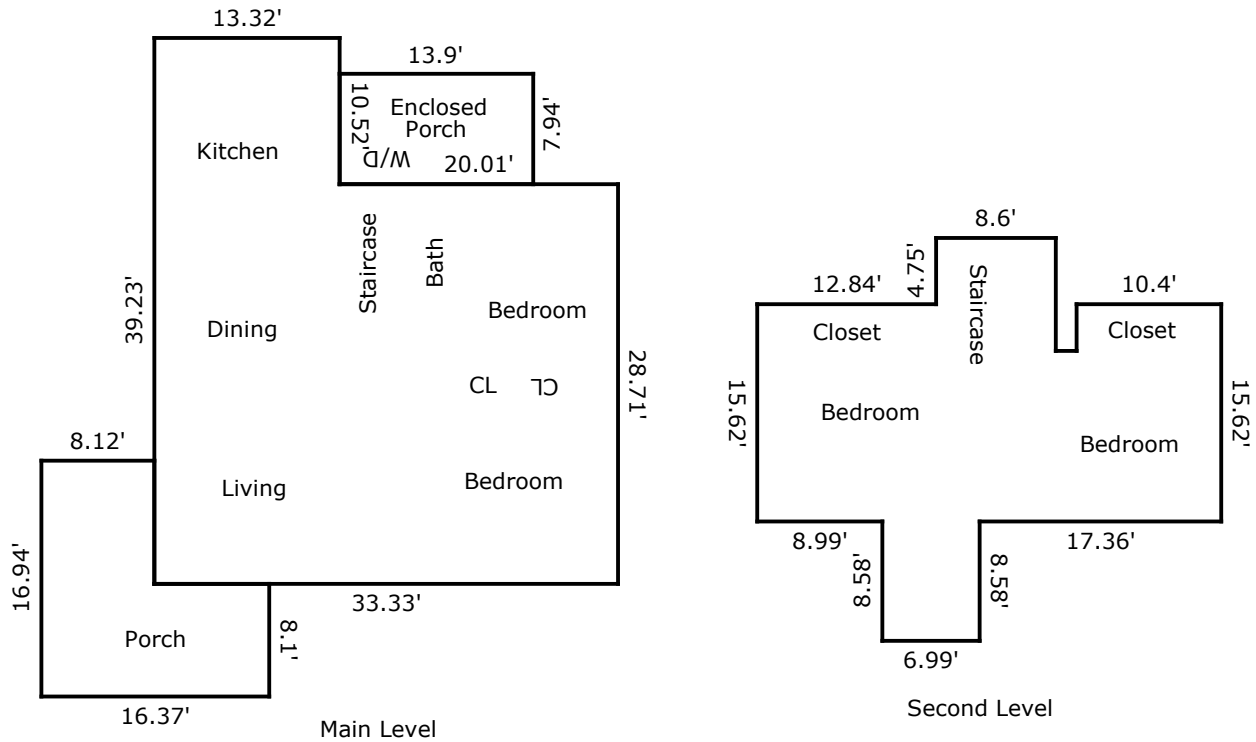 13.32'
13.9'
10.52'
Enclosed
Porch
7.94'
W/D
20.01'
Kitchen
Staircase
Bath
Bedroom
39.23'
Dining
CL
CL
28.71'
8.12'
Living
Bedroom
16.94'
33.33'
Porch
8.1'
16.37'
Main Level
8.6'
12.84'
4.75'
Staircase
10.4'
Closet
Closet
15.62'
Bedroom
Bedroom
15.62'
8.99'
17.36'
8.58'
8.58'
6.99'
Second Level